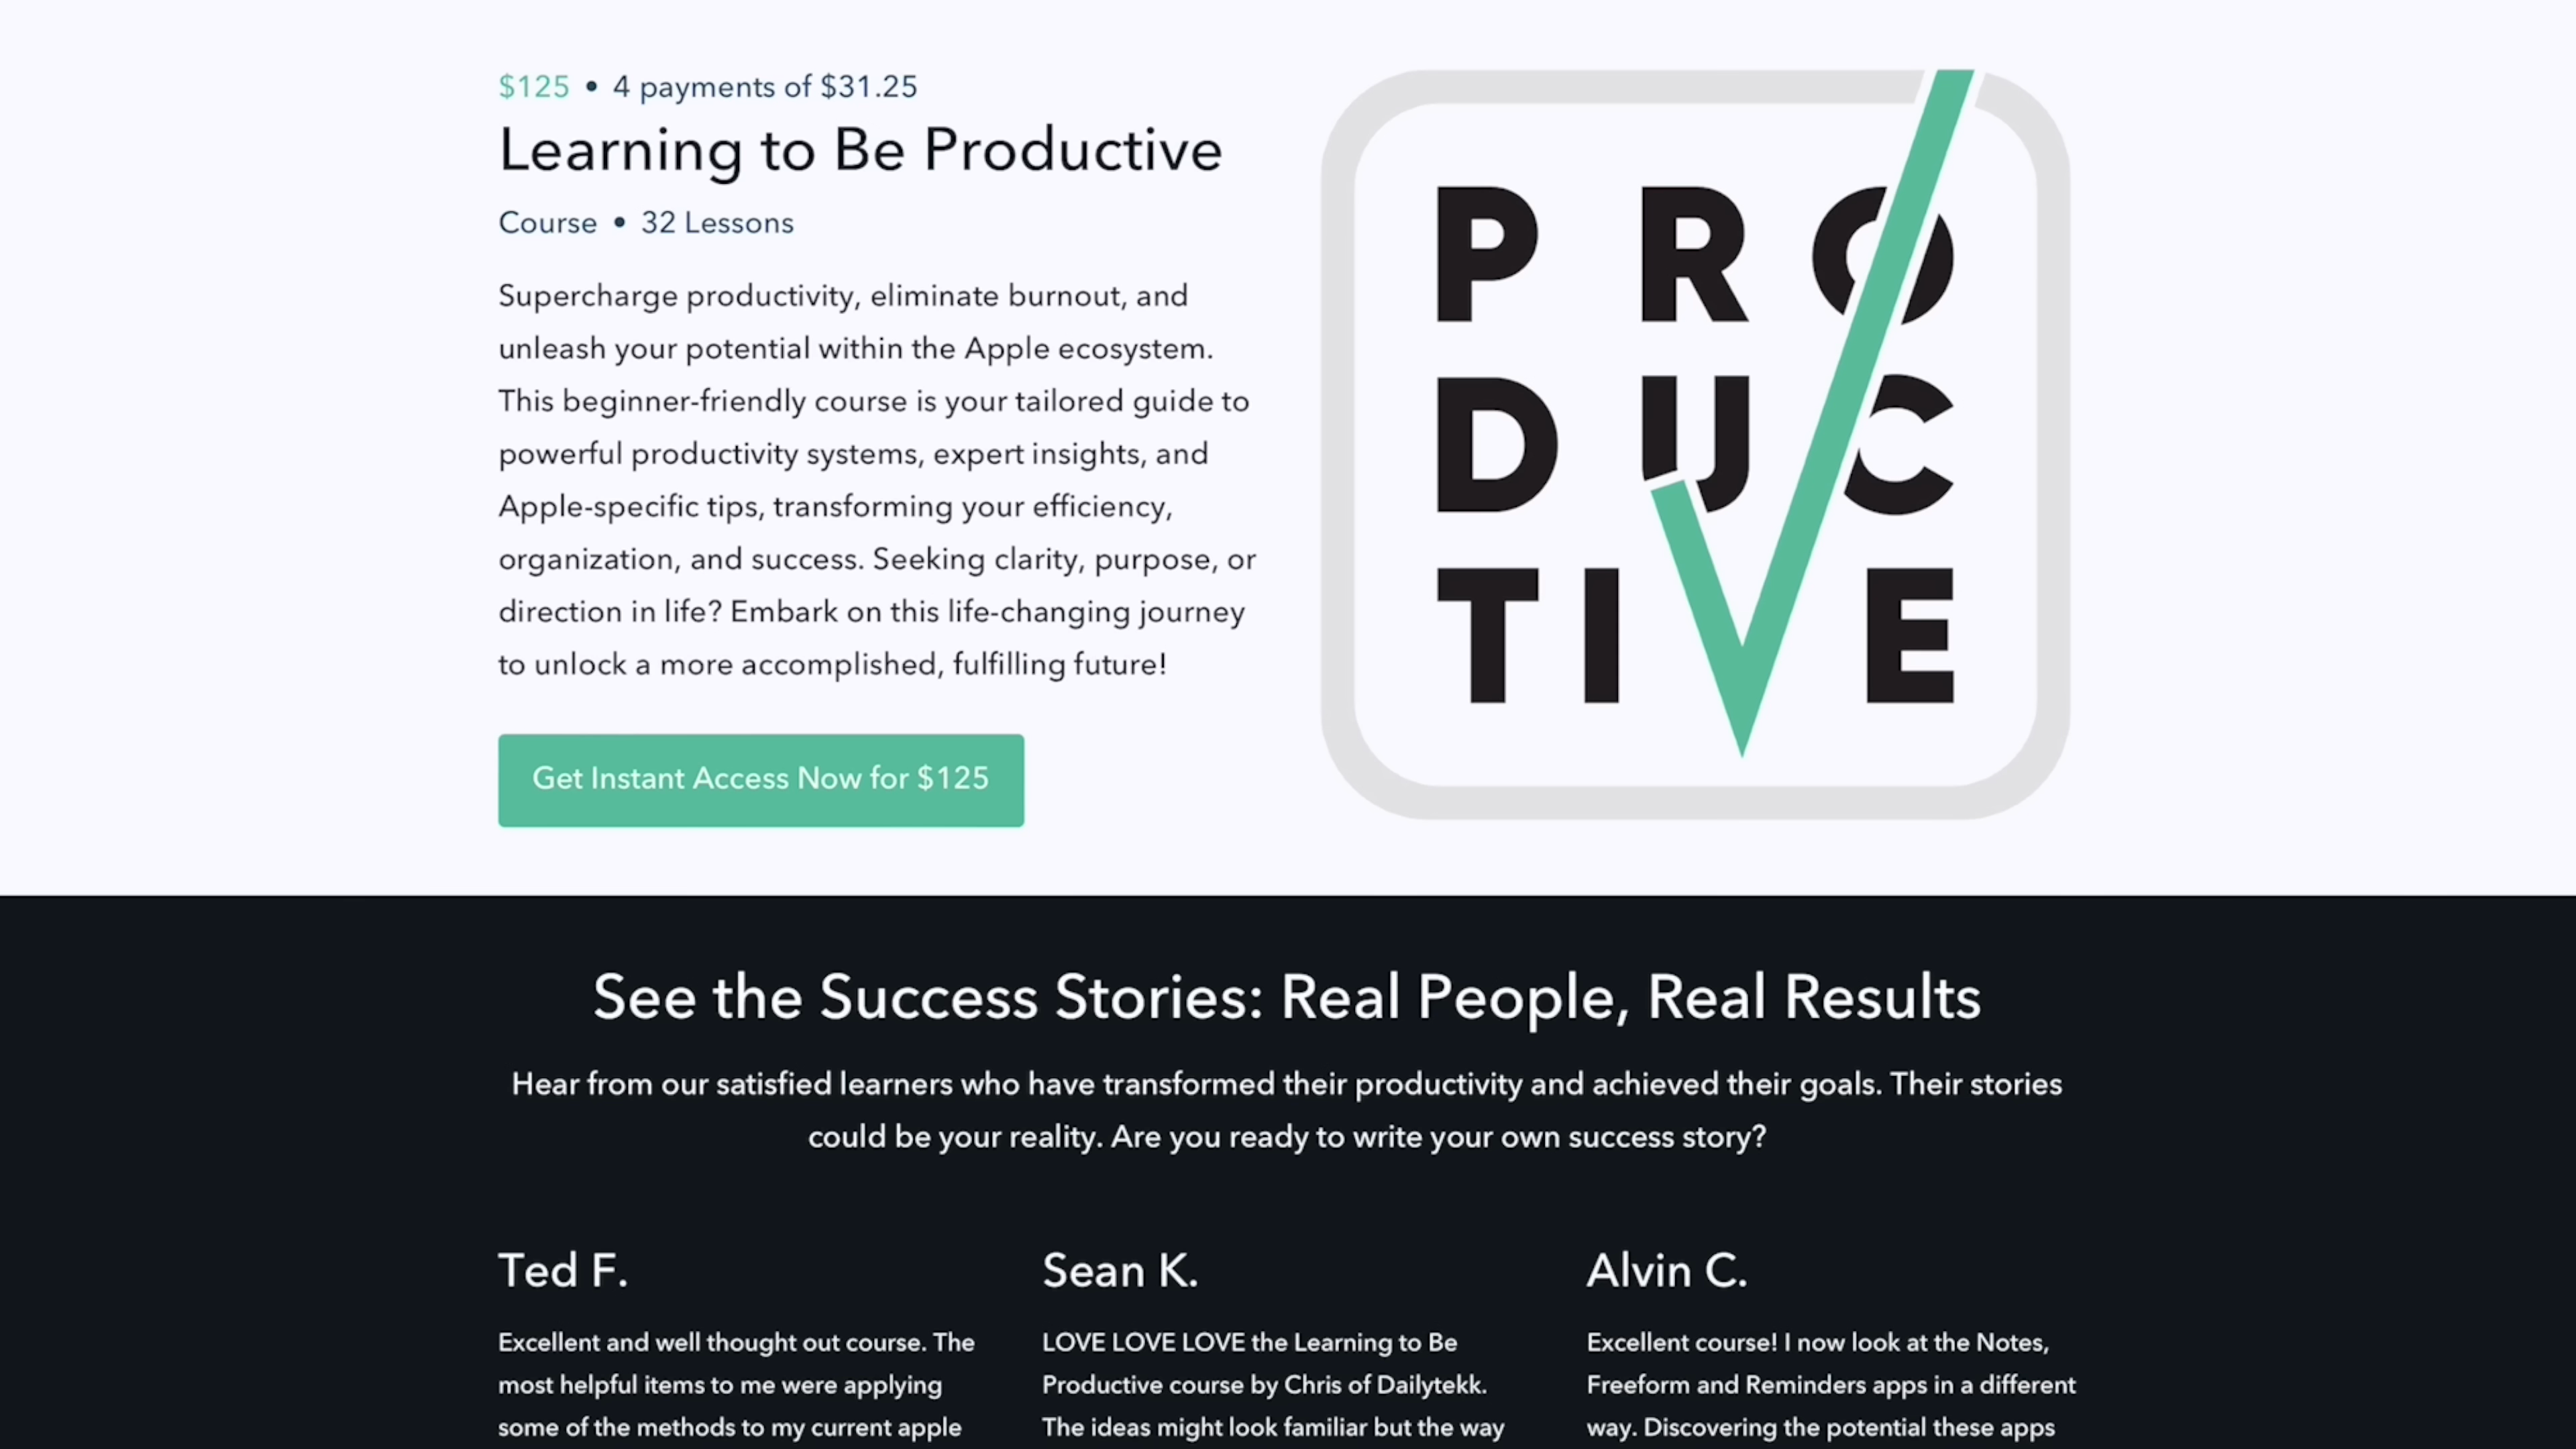 $125 • 4 payments of $31.25
Learning to Be Productive
Course • 32 Lessons
Supercharge productivity, eliminate burnout, and
unleash your potential within the Apple ecosystem.
This beginner-friendly course is your tailored guide to
powerful productivity systems, expert insights, and
Apple-specific tips, transforming your efficiency,
organization, and success. Seeking clarity, purpose, or
direction in life? Embark on this life-changing journey
to unlock a more accomplished, fulfilling future!
Get Instant Access Now for $125
PRO
DUC
TIVE
See the Success Stories: Real People, Real Results
Hear from our satisfied learners who have transformed their productivity and achieved their goals. Their stories
could be your reality. Are you ready to write your own success story?
Ted F.
Excellent and well thought out course. The
most helpful items to me were applying
some of the methods to my current apple
Sean K.
LOVE LOVE LOVE the Learning to Be
Productive course by Chris of Dailytekk.
The ideas might look familiar but the way
Alvin C.
Excellent course! I now look at the Notes,
Freeform and Reminders apps in a different
way. Discovering the potential these apps